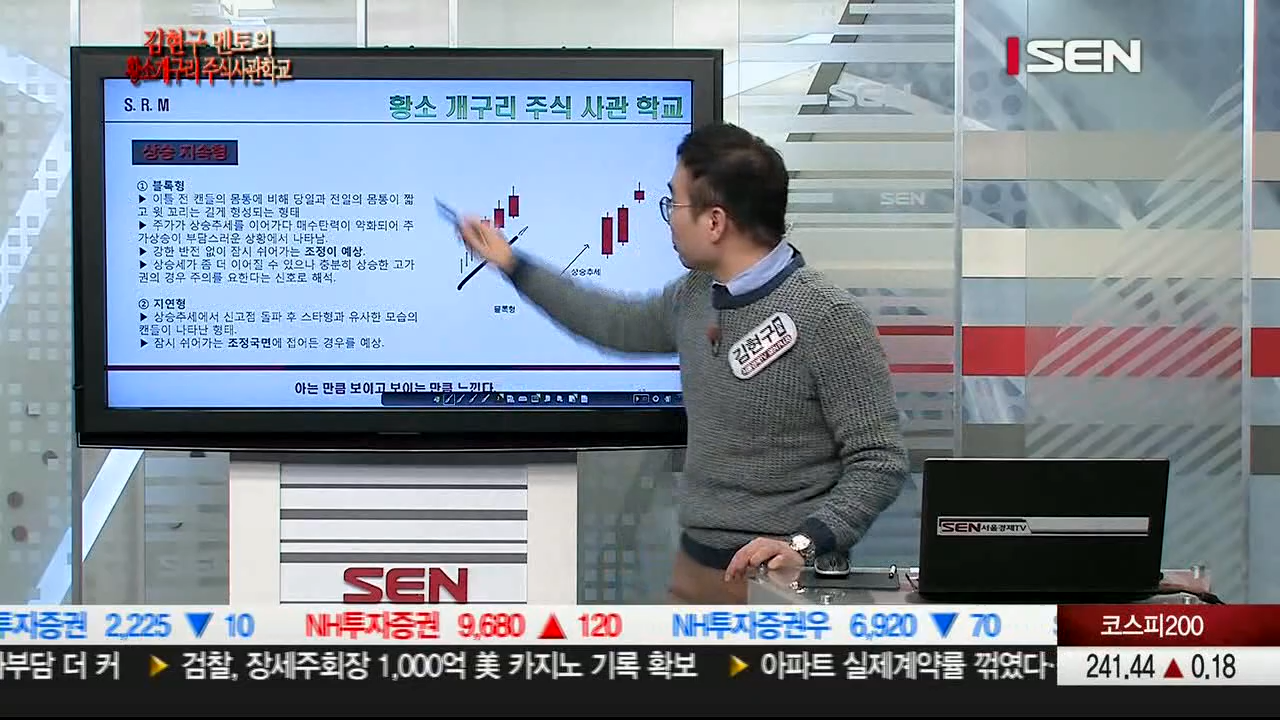 김현구 멘토의
황소개구리 주식사관학교
SEN
S. R. M
황소 개구리 주식 사관 학교
상승 지속형
① 블록형
▶ 이틀 전 캔들의 몸통에 비해 당일과 전일의 몸통이 짧
고 윗 꼬리는 길게 형성되는 형태
▶ 주가가 상승추세를 이어가다 매수탄력이 약화되어 주
가상승이 부담스러운 상황에서 나타남.
▶ 강한 반전 없이 잠시 쉬어가는 조정이 예상.
▶ 상승세가 좀 더 이어질 수 있으나 충분히 상승한 고가
권의 경우 주의를 요한다는 신호로 해석.
② 지연형
▶ 상승추세에서 신고점 돌파 후 스타형과 유사한 모습의
캔들이 나타난 형태.
▶ 잠시 쉬어가는 조정국면에 접어든 경우를 예상.
상승추세
블록형
아는 만큼 보이고 보이는 만큼 느낀다
김현구
SEN
SEN
SEN
SEN 서울경제TV
투자증권 2,225 ▼ 10 NH투자증권 9,680 ▲ 120 NH투자증권우 6,920 ▼ 70
코스피200
부담 더 커 ▶ 검찰, 장세주회장 1,000억 美 카지노 기록 확보 ▶ 아파트 실제계약률 꺾였다
241.44 ▲ 0.18